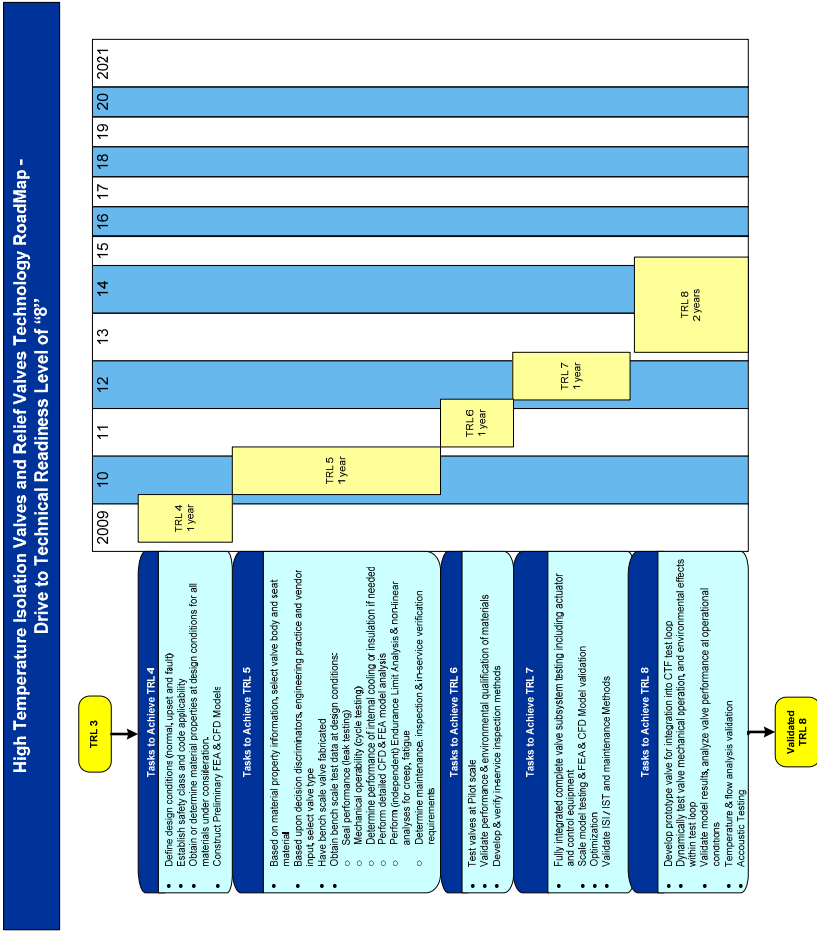 High Temperature Isolation Valves and Relief Valves Technology RoadMap -
Drive to Technical Readiness Level of “8”
TRL 3
2009
10
11
12
13
14
15
16
17
18
19
20
2021
Tasks to Achieve TRL 4
• Define design conditions (normal, upset and fault)
• Establish safety class and code applicability
• Obtain or determine material properties at design conditions for all
materials under consideration.
• Construct Preliminary FEA & CFD Models
TRL 4
1 year
Tasks to Achieve TRL 5
• Based on material property information, select valve body and seat
material
• Based upon decision discriminators, engineering practice and vendor
input, select valve type
• Have bench scale valve fabricated
• Obtain bench scale test data at design conditions:
○ Seal performance (leak testing)
○ Mechanical operability (cycle testing)
○ Determine performance of internal cooling or insulation if needed
○ Perform detailed CFD & FEA model analysis
○ Perform (independent) Endurance Limit Analysis & non-linear
analyses for creep, fatigue
Determine maintenance, inspection & in-service verification
requirements
TRL 5
1 year
Tasks to Achieve TRL 6
• Test valves at Pilot scale
• Validate performance & environmental qualification of materials
• Develop & verify in-service inspection methods
TRL 6
1 year
Tasks to Achieve TRL 7
• Fully integrated complete valve subsystem testing including actuator
and control equipment
• Scale model testing & FEA & CFD Model validation
• Optimization
• Validate ISI / IST and maintenance Methods
TRL 7
1 year
Tasks to Achieve TRL 8
• Develop prototype valve for integration into CTF test loop
• Dynamically test valve mechanical operation, and environmental effects
within test loop
• Validate model results, analyze valve performance at operational
conditions
• Temperature & flow analysis validation
• Accoustic Testing
TRL 8
2 years
Validated
TRL 8